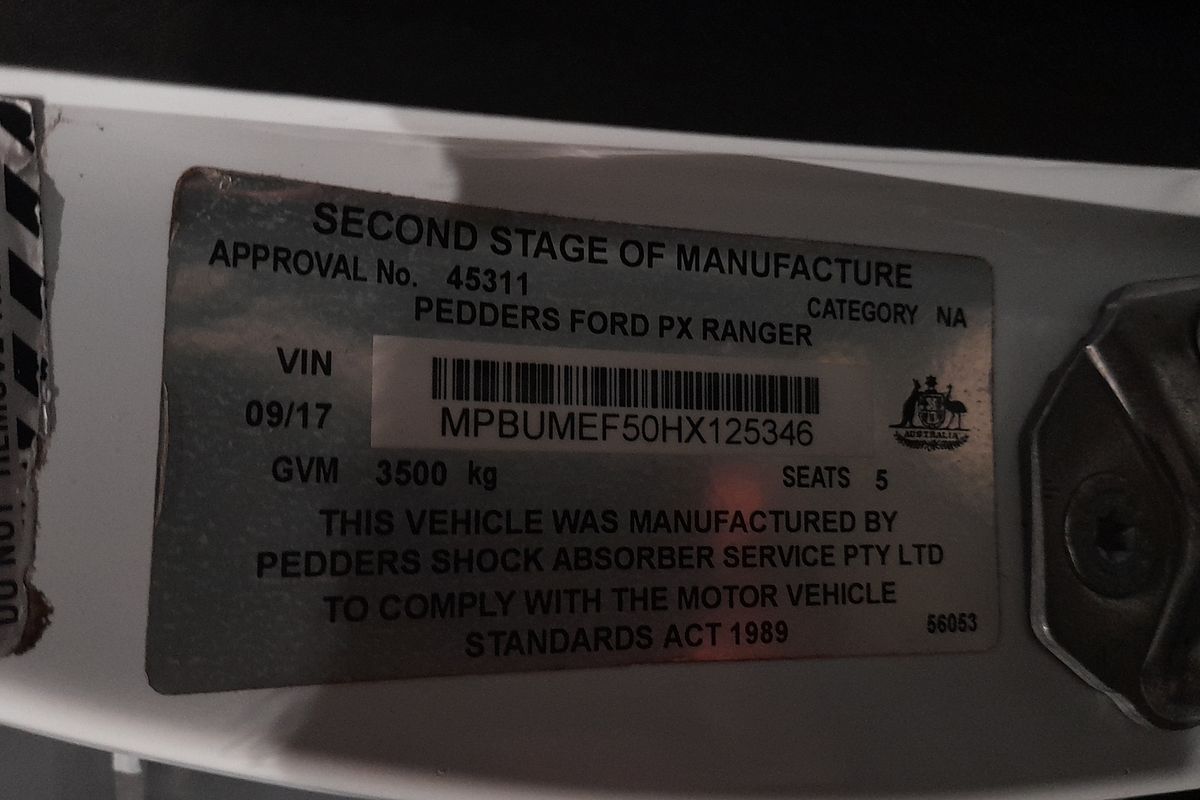 SECOND STAGE OF MANUFACTURE
APPROVAL No. 45311
CATEGORY NA
PEDDERS FORD PX RANGER
VIN
MPBUMEF50HX125346
09/17
AUSTRALIA
GVM 3500 kg SEATS 5
THIS VEHICLE WAS MANUFACTURED BY
PEDDERS SHOCK ABSORBER SERVICE PTY LTD
TO COMPLY WITH THE MOTOR VEHICLE
STANDARDS ACT 1989
56053
DO NOT REMOVE